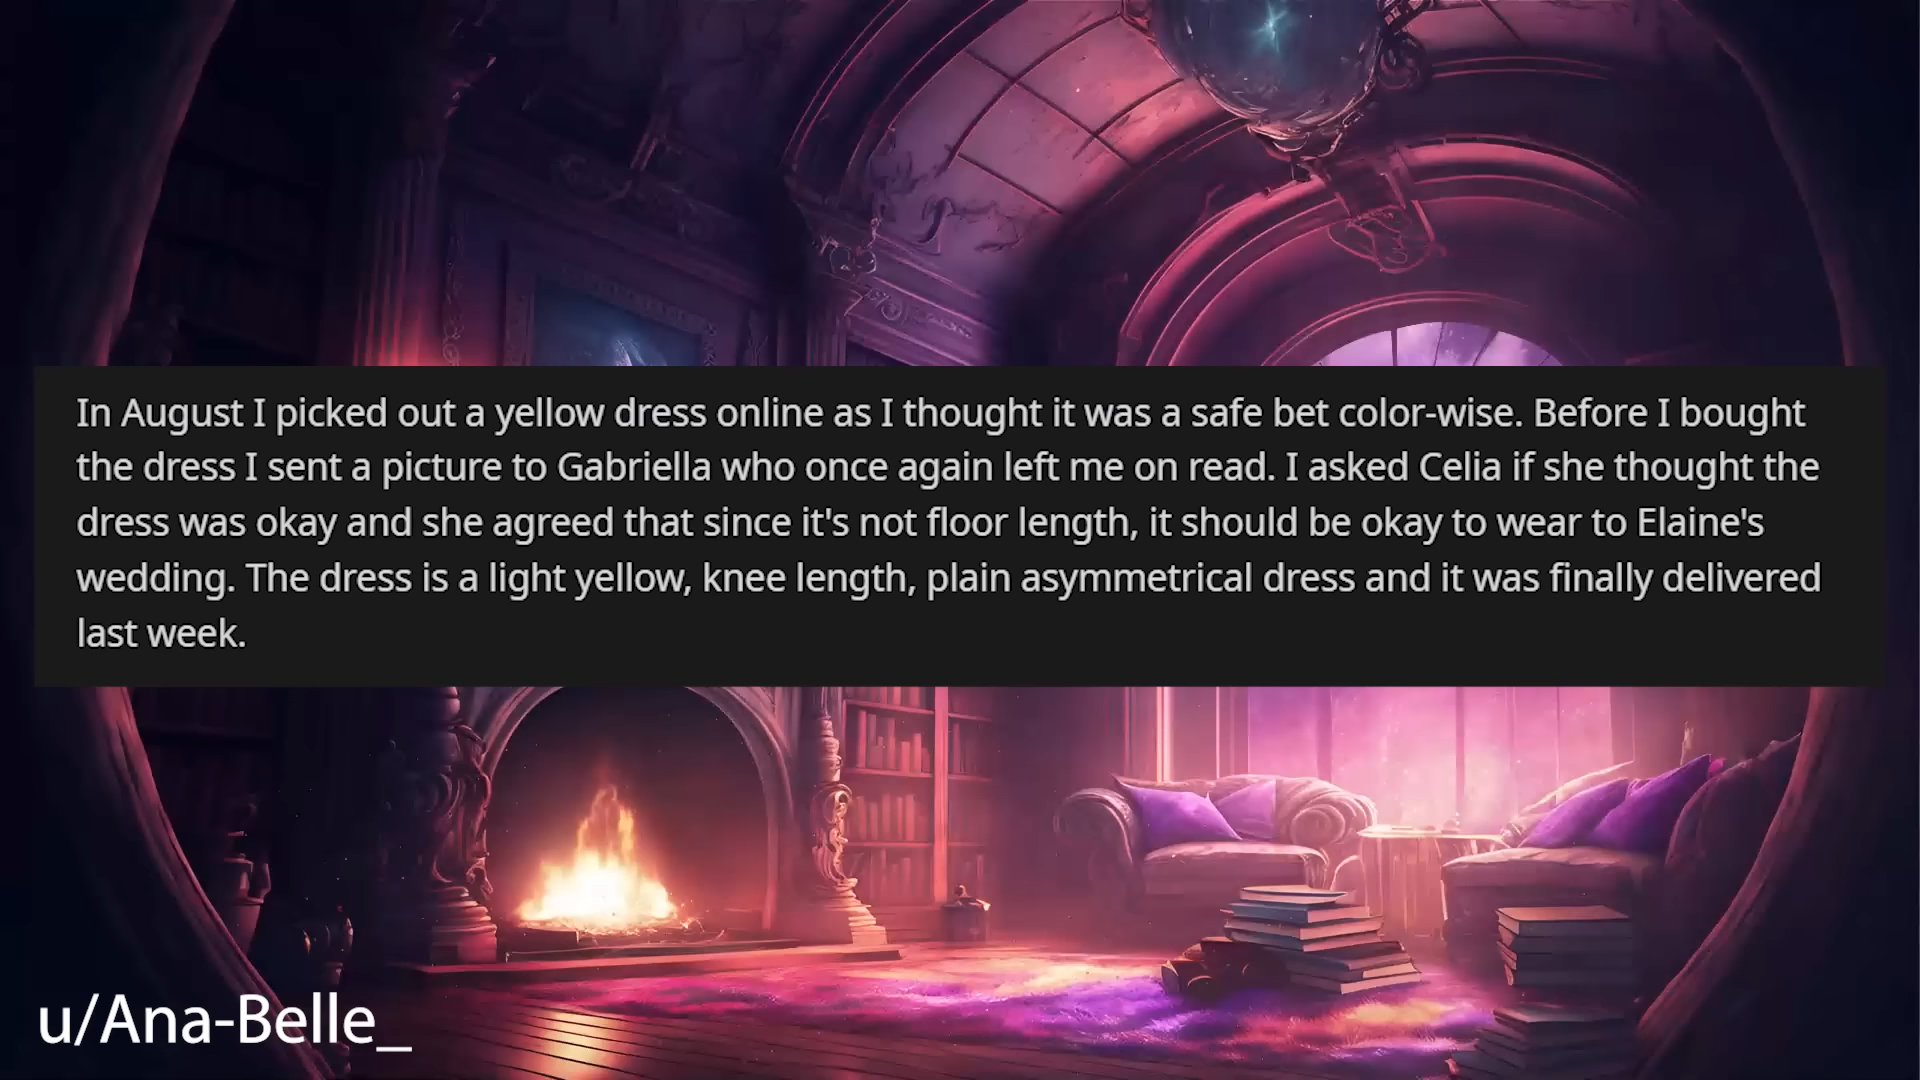 In August I picked out a yellow dress online as I thought it was a safe bet color-wise. Before I bought
the dress I sent a picture to Gabriella who once again left me on read. I asked Celia if she thought the
dress was okay and she agreed that since it's not floor length, it should be okay to wear to Elaine's
wedding. The dress is a light yellow, knee length, plain asymmetrical dress and it was finally delivered
last week.
u/Ana-Belle_